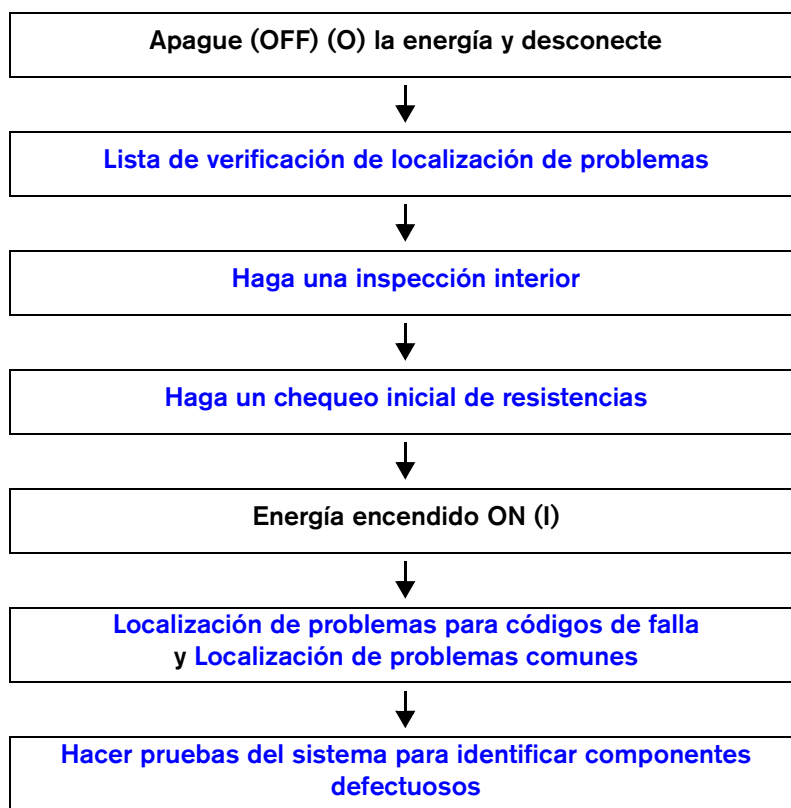 Apague (OFF) (O) la energía y desconecte
Lista de verificación de localización de problemas
Haga una inspección interior
Haga un chequeo inicial de resistencias
Energía encendido ON (I)
Localización de problemas para códigos de falla
y Localización de problemas comunes
Hacer pruebas del sistema para identificar componentes
defectuosos